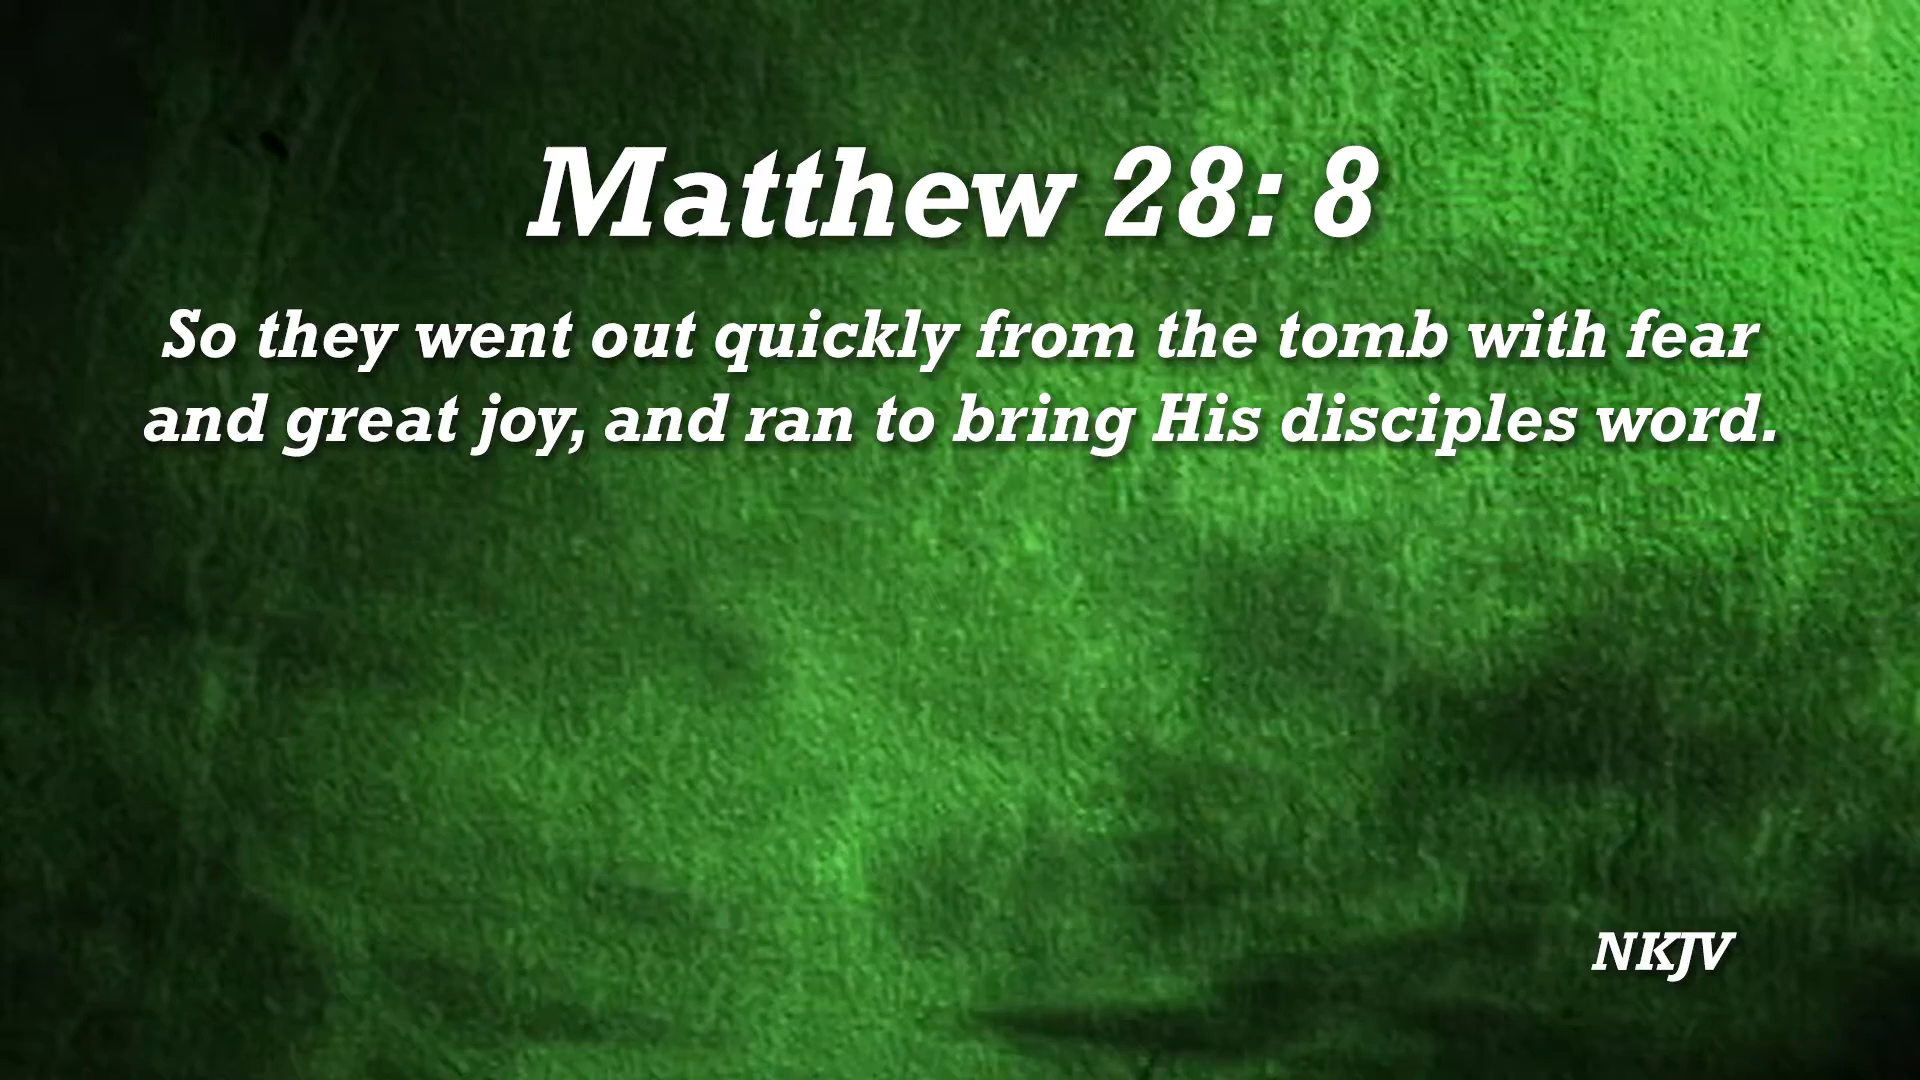 Matthew 28: 8
So they went out quickly from the tomb with fear
and great joy, and ran to bring His disciples word.
NKJV